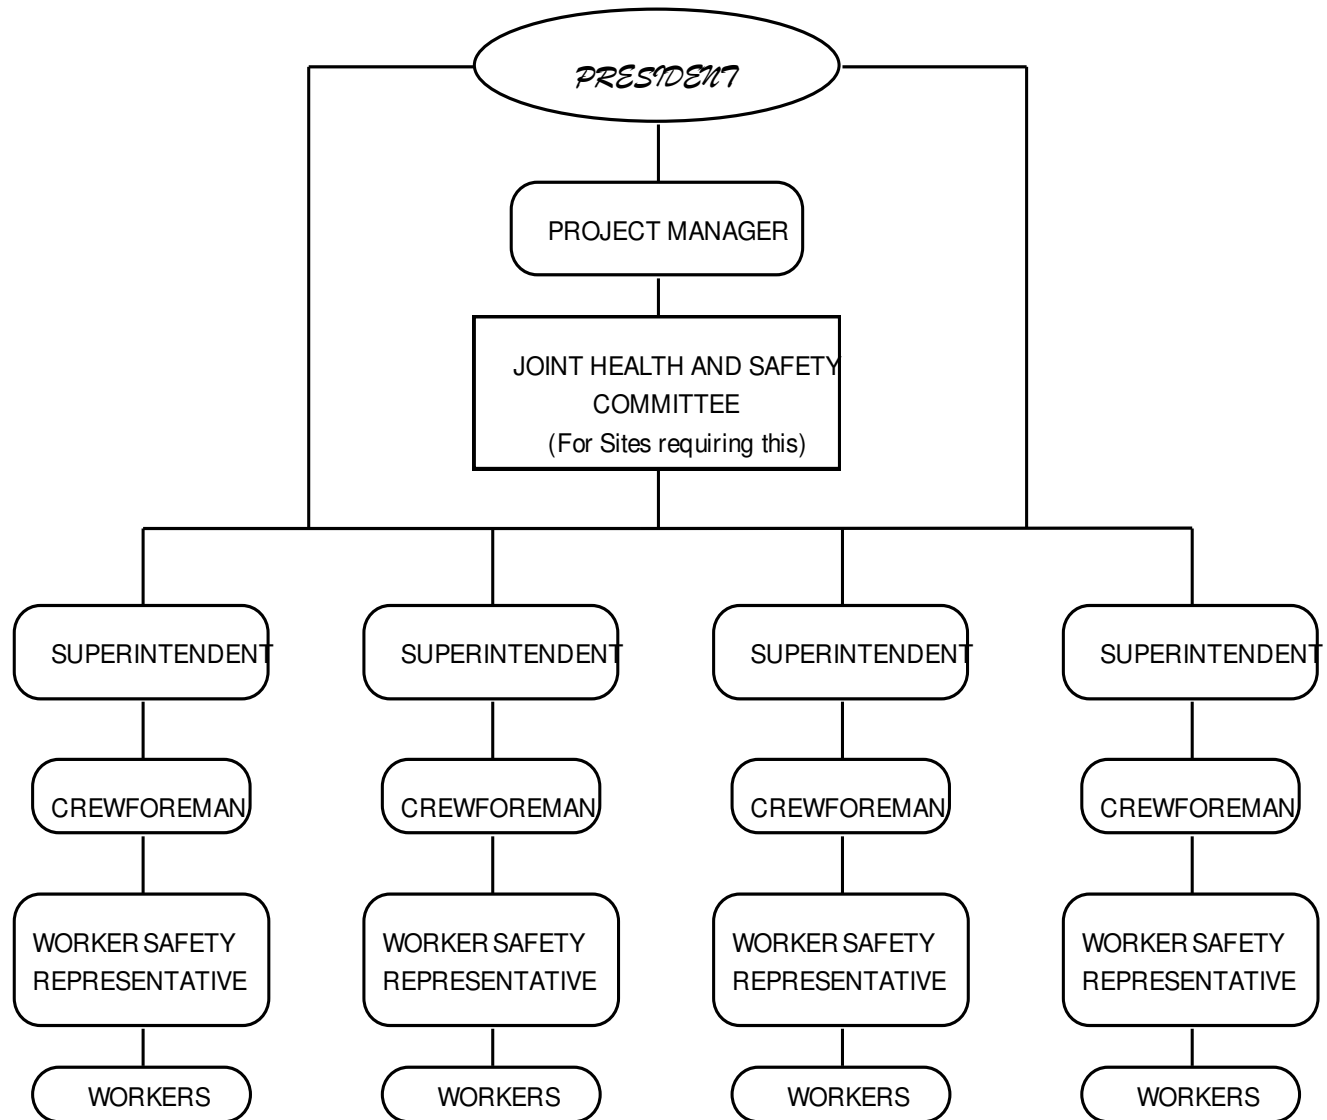 PRESIDENT
PROJECT MANAGER
JOINT HEALTH AND SAFETY
COMMITTEE
(For Sites requiring this)
SUPERINTENDENT
SUPERINTENDENT
SUPERINTENDENT
SUPERINTENDENT
CREWFOREMAN
CREWFOREMAN
CREWFOREMAN
CREWFOREMAN
WORKER SAFETY
REPRESENTATIVE
WORKER SAFETY
REPRESENTATIVE
WORKER SAFETY
REPRESENTATIVE
WORKER SAFETY
REPRESENTATIVE
WORKERS
WORKERS
WORKERS
WORKERS